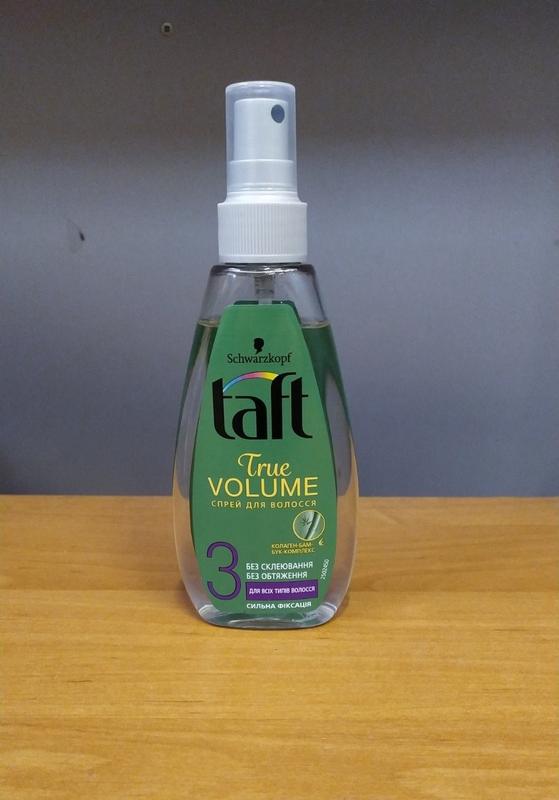 Schwarzkopf
taft
True
VOLUME
СПРЕЙ ДЛЯ ВОЛОССЯ
КОЛАГЕН-БАМ-
БУК-КОМПЛЕКС
3
БЕЗ СКЛЕЮВАННЯ
БЕЗ ОБТЯЖЕННЯ
ДЛЯ ВСІХ ТИПІВ ВОЛОССЯ
СИЛЬНА ФІКСАЦІЯ
2502450